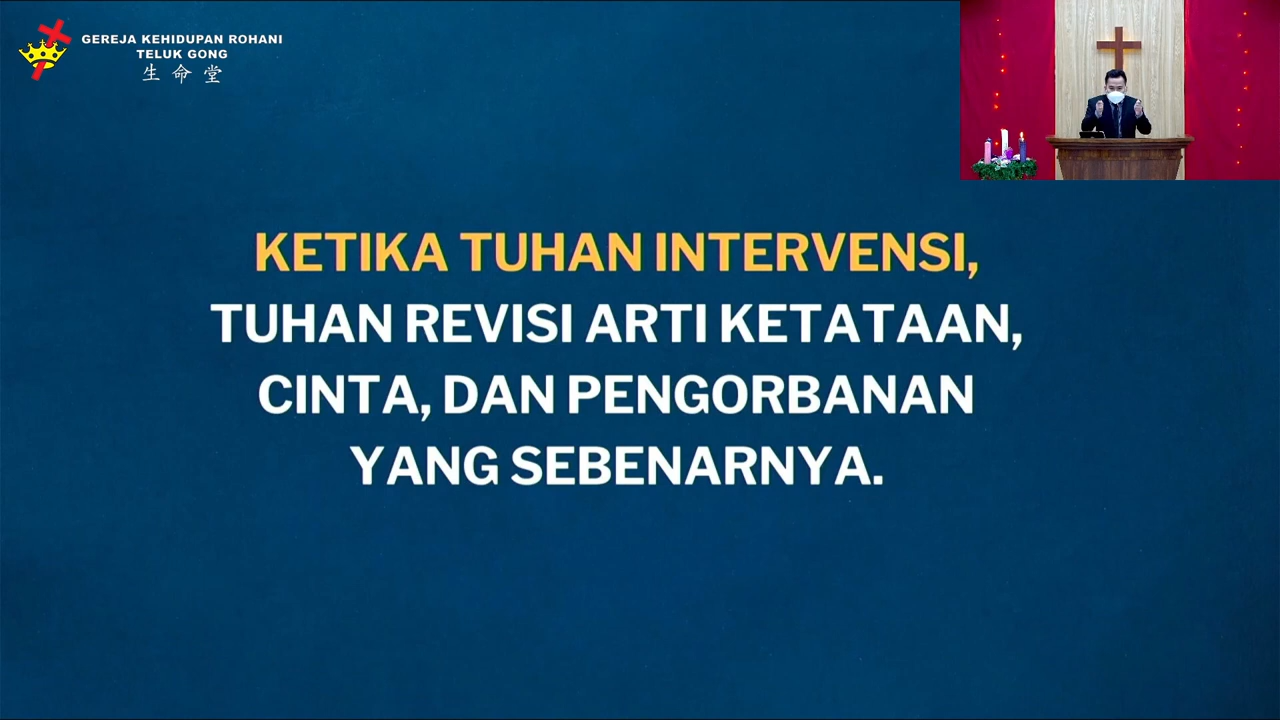 GEREJA KEHIDUPAN ROHANI
TELUK GONG
生命堂
KETIKA TUHAN INTERVENSI,
TUHAN REVISI ARTI KETATAAN,
CINTA, DAN PENGORBANAN
YANG SEBENARNYA.